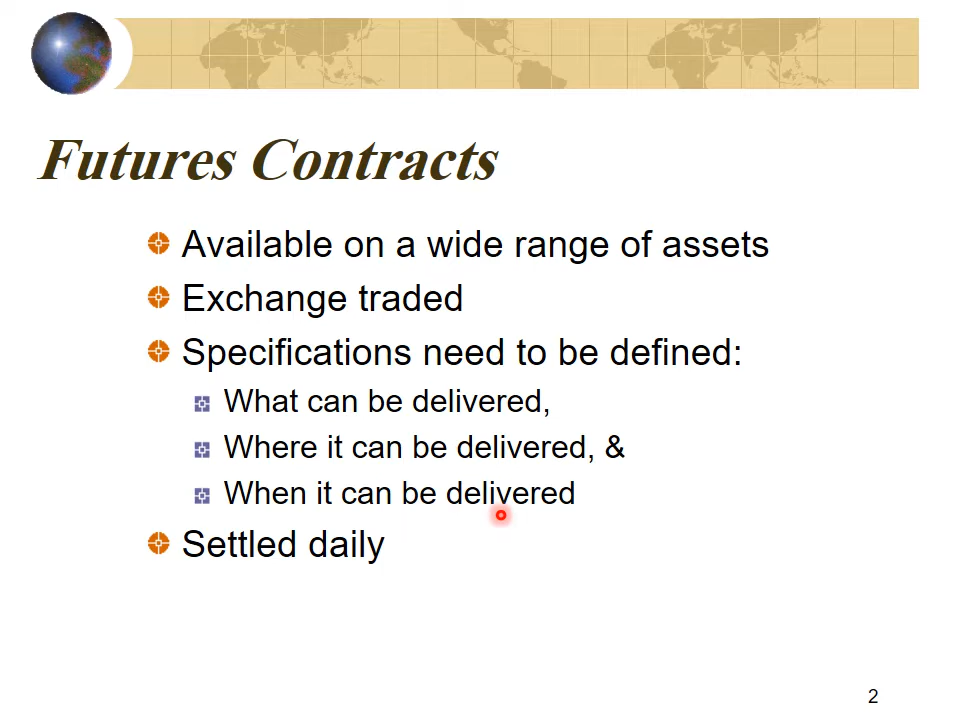 Futures Contracts
Available on a wide range of assets
Exchange traded
Specifications need to be defined:
What can be delivered,
Where it can be delivered, &
When it can be delivered
Settled daily
2